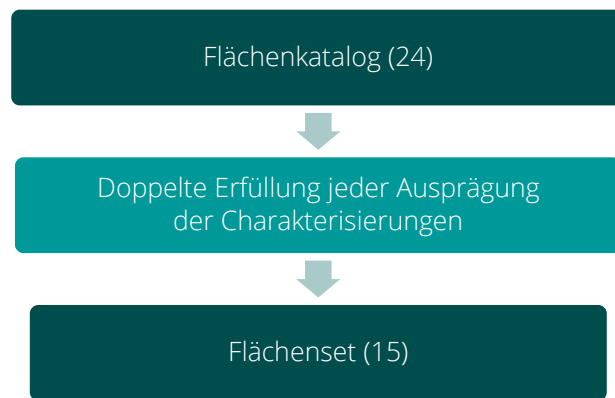 Flächenkatalog (24)
Doppelte Erfüllung jeder Ausprägung
der Charakterisierungen
Flächenset (15)